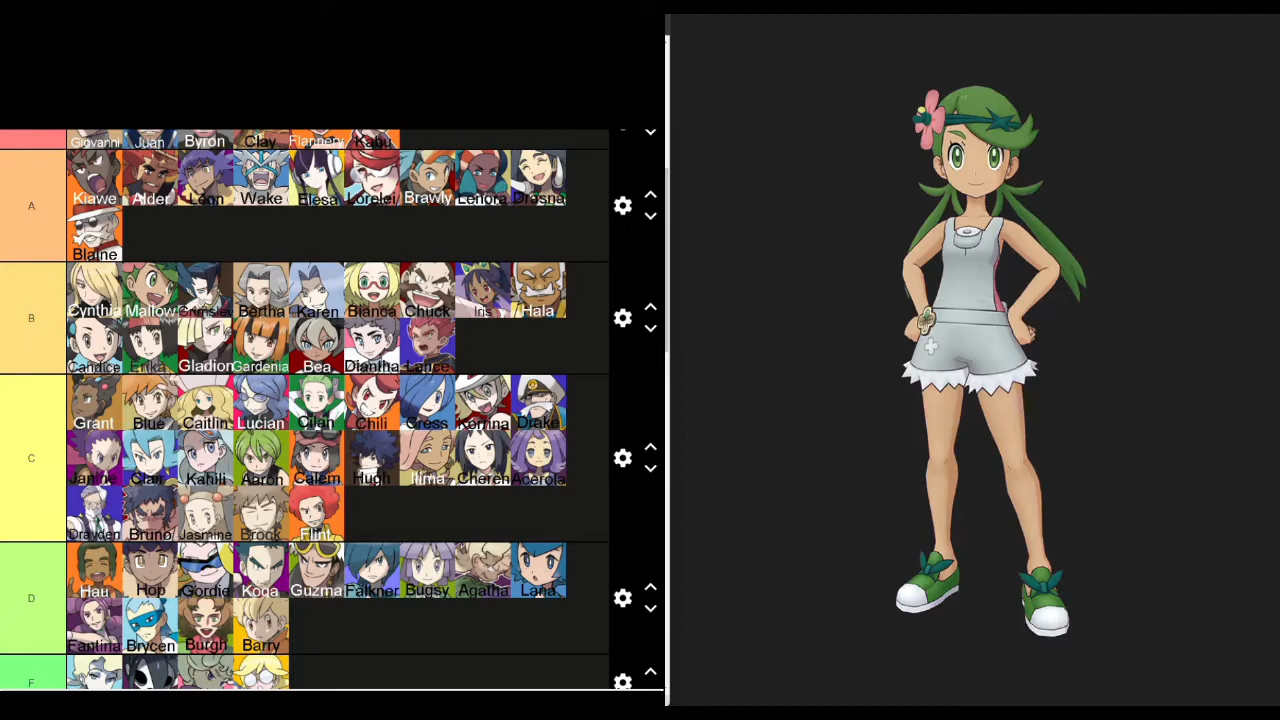 Giovanni Juan Byron Clay Flannery Kabu
A
Kiawe Alder Leon Wake Elesa Lorelei Brawly Lenora Drasna
Blaine
B
Cynthia Mallow Grimsley Bertha Karen Bianca Chuck Iris Hala
Candice Erika Gladion Gardenia Bea Diantha Lance
C
Grant Blue Caitlin Lucian Cilan Chili Cress Korrina Drake
Janine Clair Kahili Aaron Calem Hugh Ilima Cheren Acerola
Drayden Bruno Jasmine Brock Flint
D
Hau Hop Gordie Koga Guzma Falkner Bugsy Agatha Lana
Fantina Brycen Burgh Barry
F